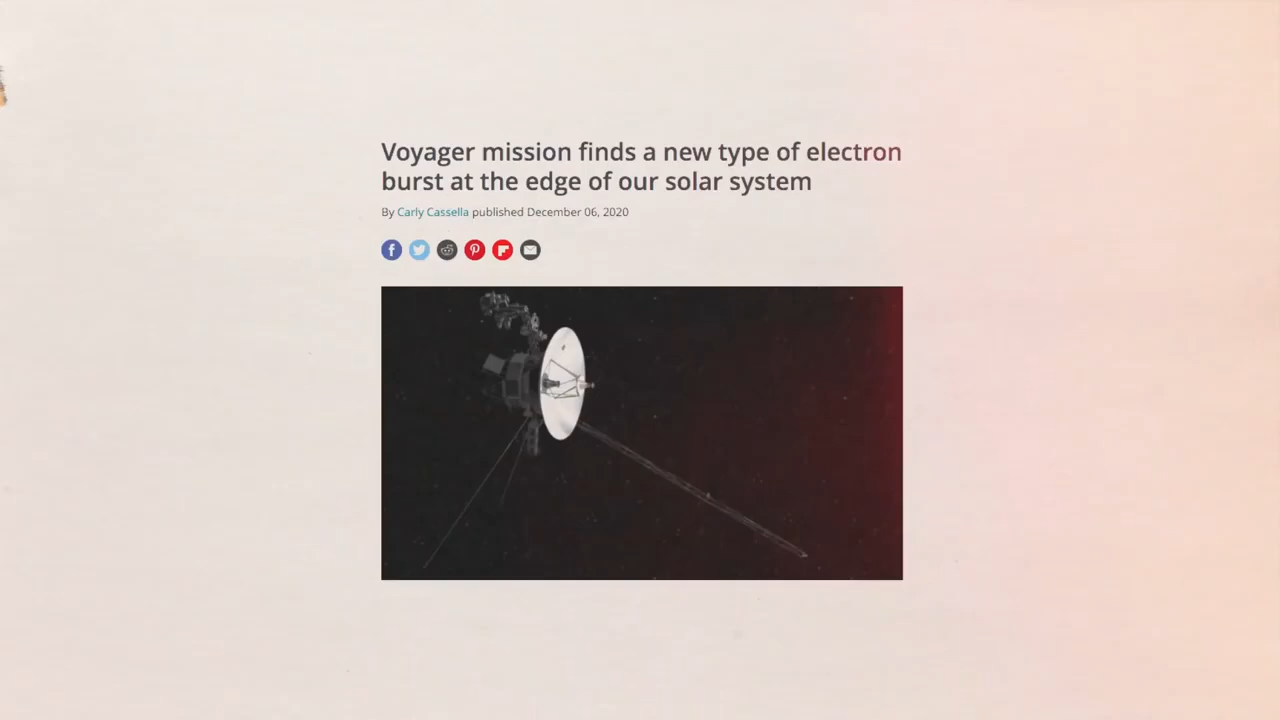 Voyager mission finds a new type of electron
burst at the edge of our solar system
By Carly Cassella published December 06, 2020